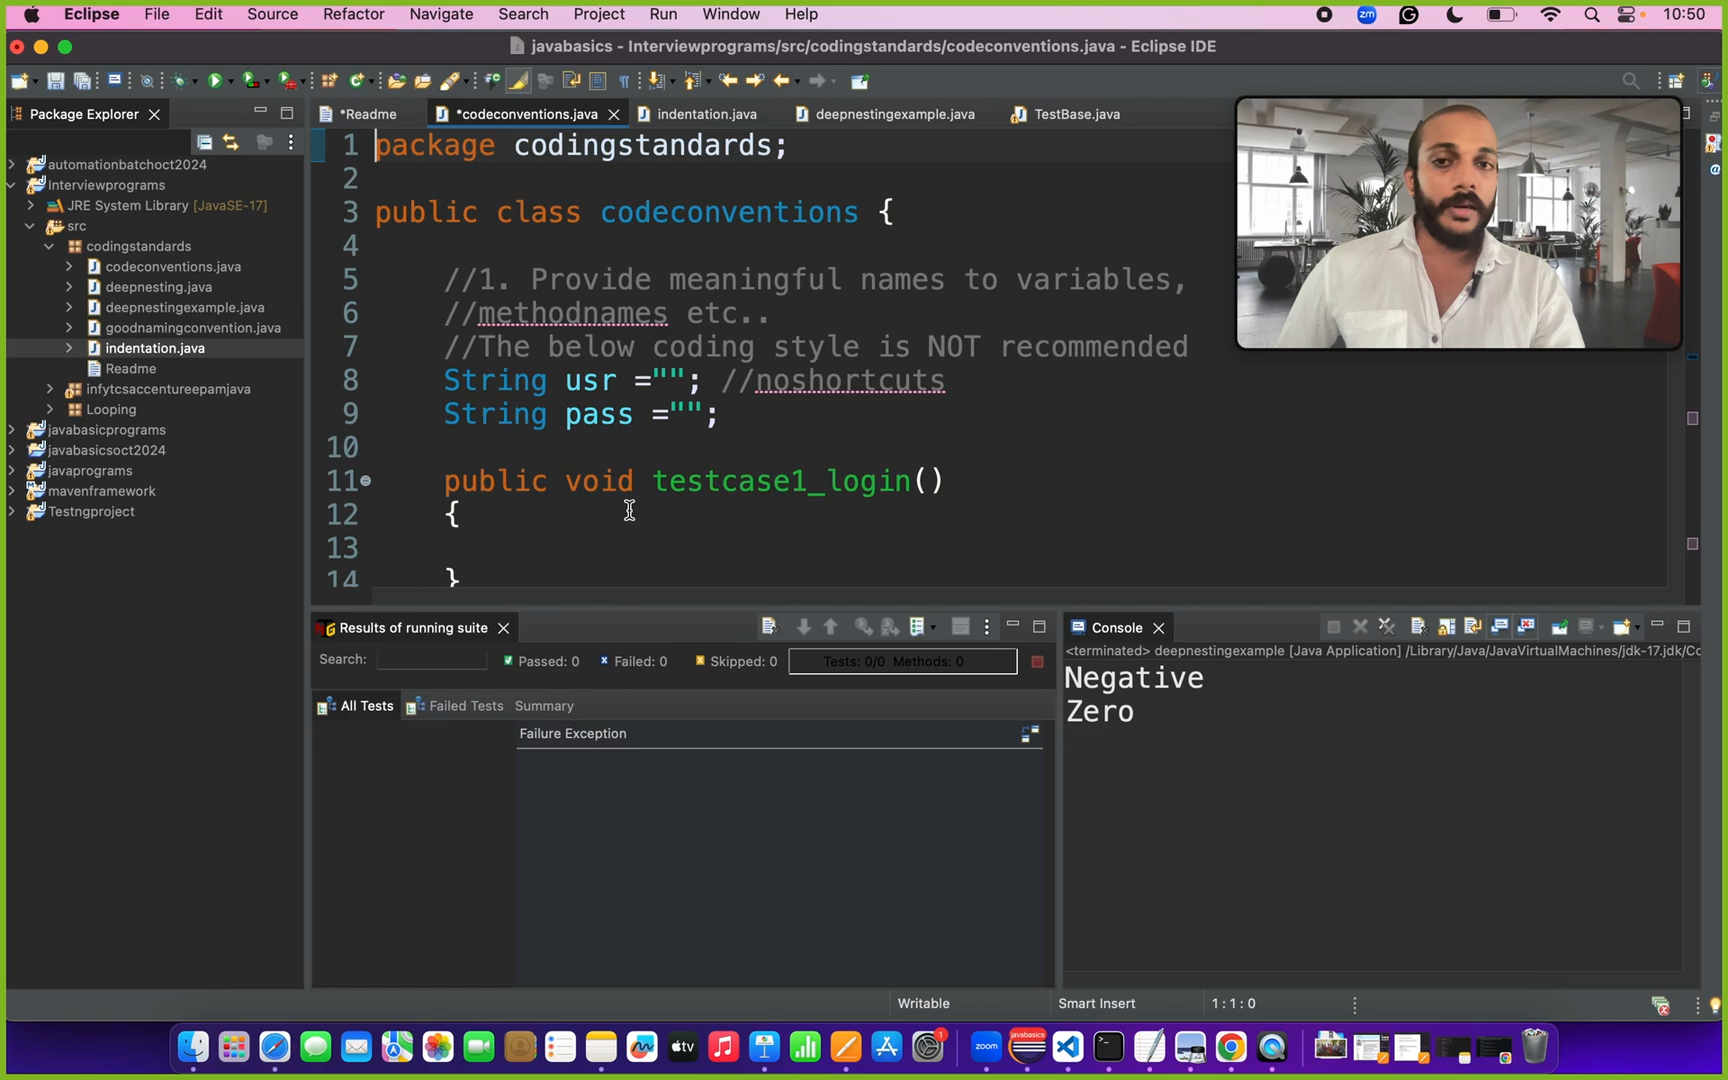 Eclipse File Edit Source Refactor Navigate Search Project Run Window Help zm 10:50
javabasics - Interviewprograms/src/codingstandards/codeconventions.java - Eclipse IDE
Package Explorer
*Readme *codeconventions.java indentation.java deepnestingexample.java TestBase.java
automationbatchoct2024
Interviewprograms
JRE System Library [JavaSE-17]
src
codingstandards
codeconventions.java
deepnesting.java
deepnestingexample.java
goodnamingconvention.java
indentation.java
Readme
infytcsaccentureepamjava
Looping
javabasicprograms
javabasicsoct2024
javaprograms
mavenframework
Testngproject
1 package codingstandards;
2
3 public class codeconventions {
4
5 //1. Provide meaningful names to variables,
6 //methodnames etc..
7 //The below coding style is NOT recommended
8 String usr =""; //noshortcuts
9 String pass ="";
10
11 public void testcase1_login()
12 {
13
14 }
Results of running suite
Search: Passed: 0 Failed: 0 Skipped: 0 Tests: 0/0 Methods: 0
All Tests Failed Tests Summary
Failure Exception
Console
<terminated> deepnestingexample [Java Application] /Library/Java/JavaVirtualMachines/jdk-17.jdk/Co
Negative
Zero
Writable Smart Insert 1:1:0
tv 1 zoom javabasics